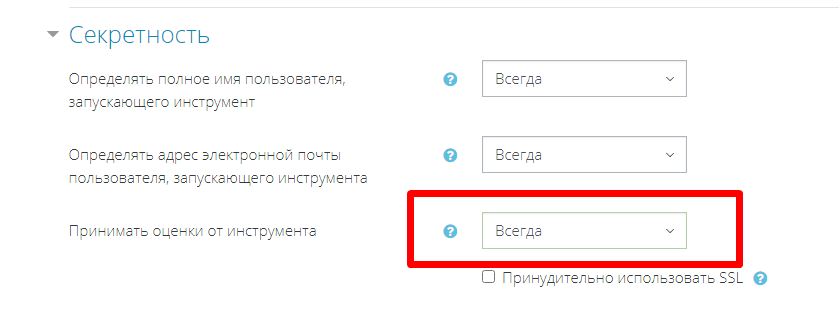 Секретность
Определять полное имя пользователя,
запускающего инструмент
Всегда
Определять адрес электронной почты
пользователя, запускающего инструмента
Всегда
Принимать оценки от инструмента
Всегда
Принудительно использовать SSL